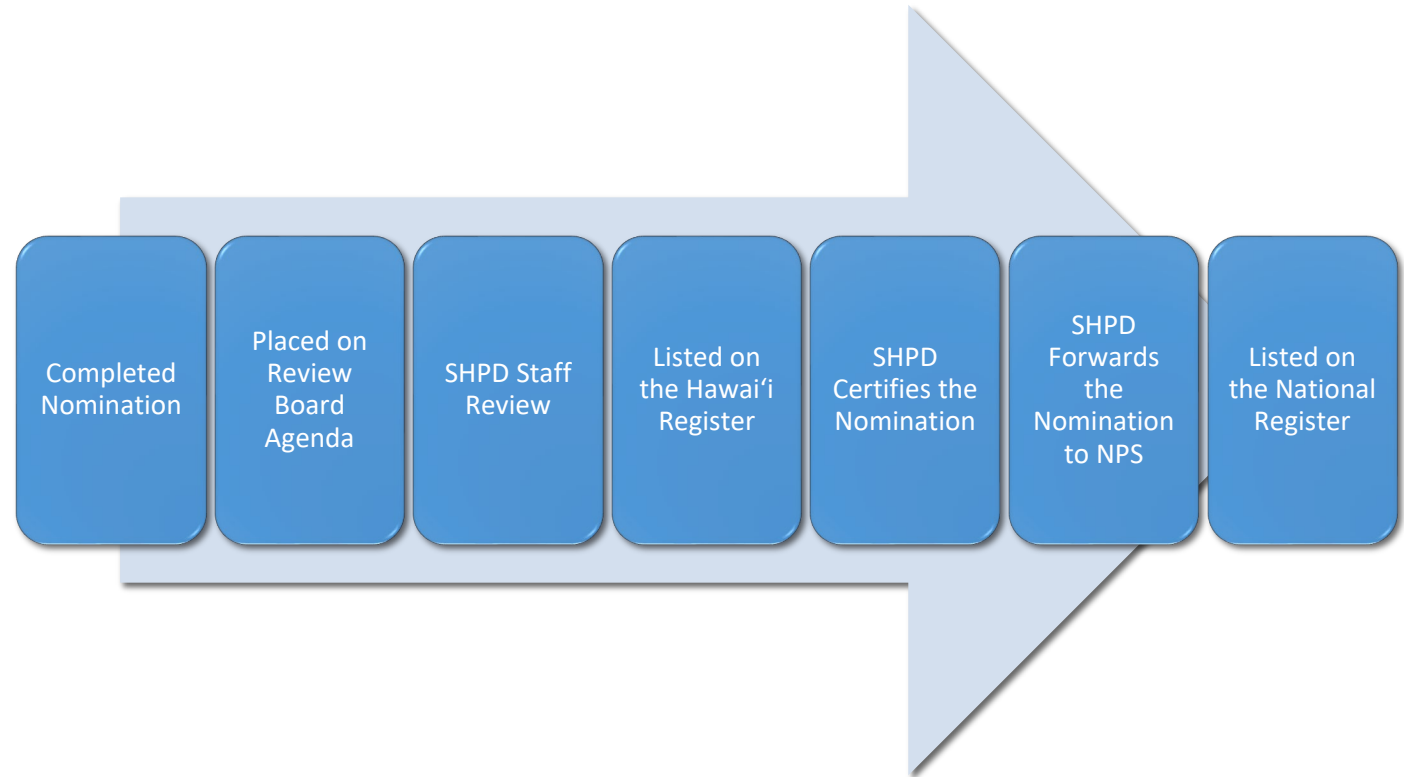 Completed
Nomination
Placed on
Review
Board
Agenda
SHPD Staff
Review
Listed on
the Hawai‘i
Register
SHPD
Certifies the
Nomination
SHPD
Forwards
the
Nomination
to NPS
Listed on
the National
Register